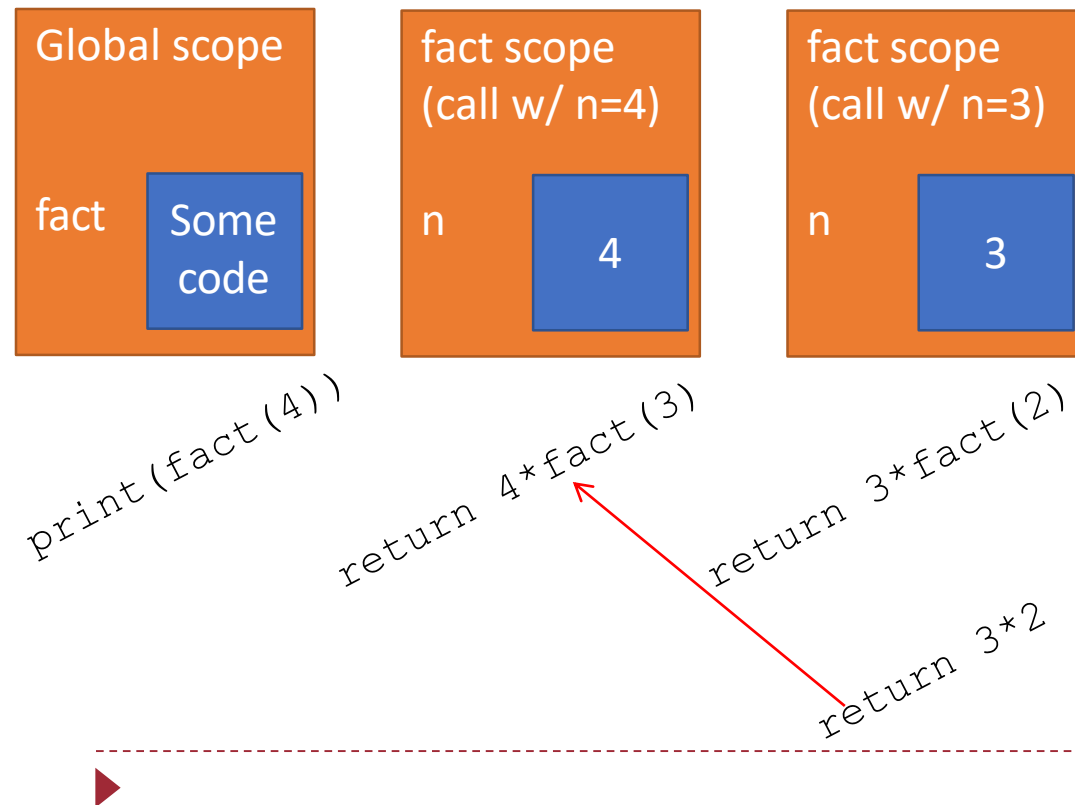 Global scope
fact
Some
code
fact scope
(call w/ n=4)
n
4
fact scope
(call w/ n=3)
n
3
print(fact(4))
return 4*fact(3)
return 3*fact(2)
return 3*2